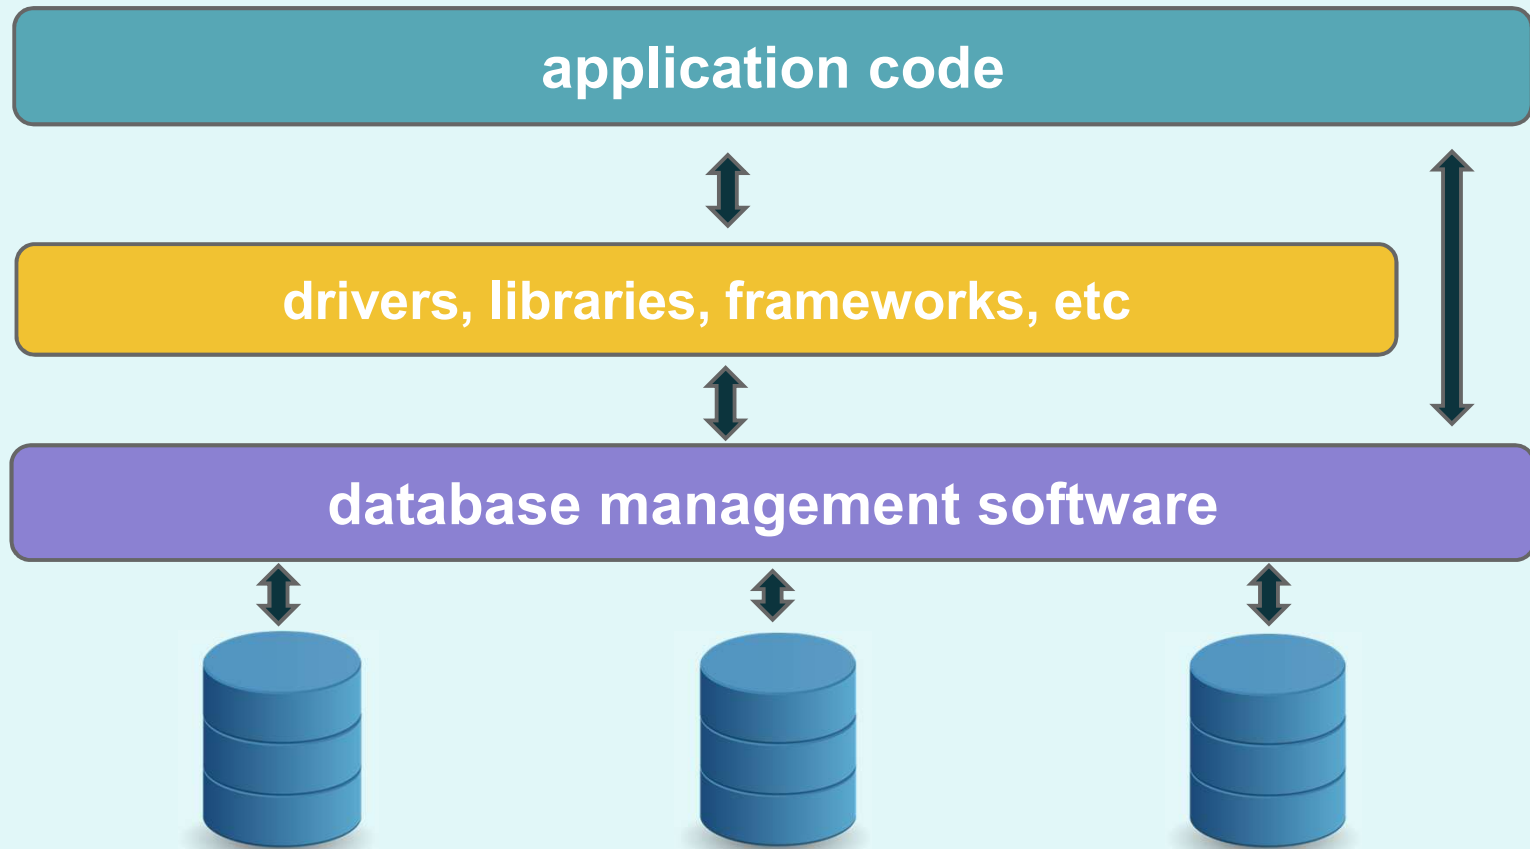 application code
drivers, libraries, frameworks, etc
database management software